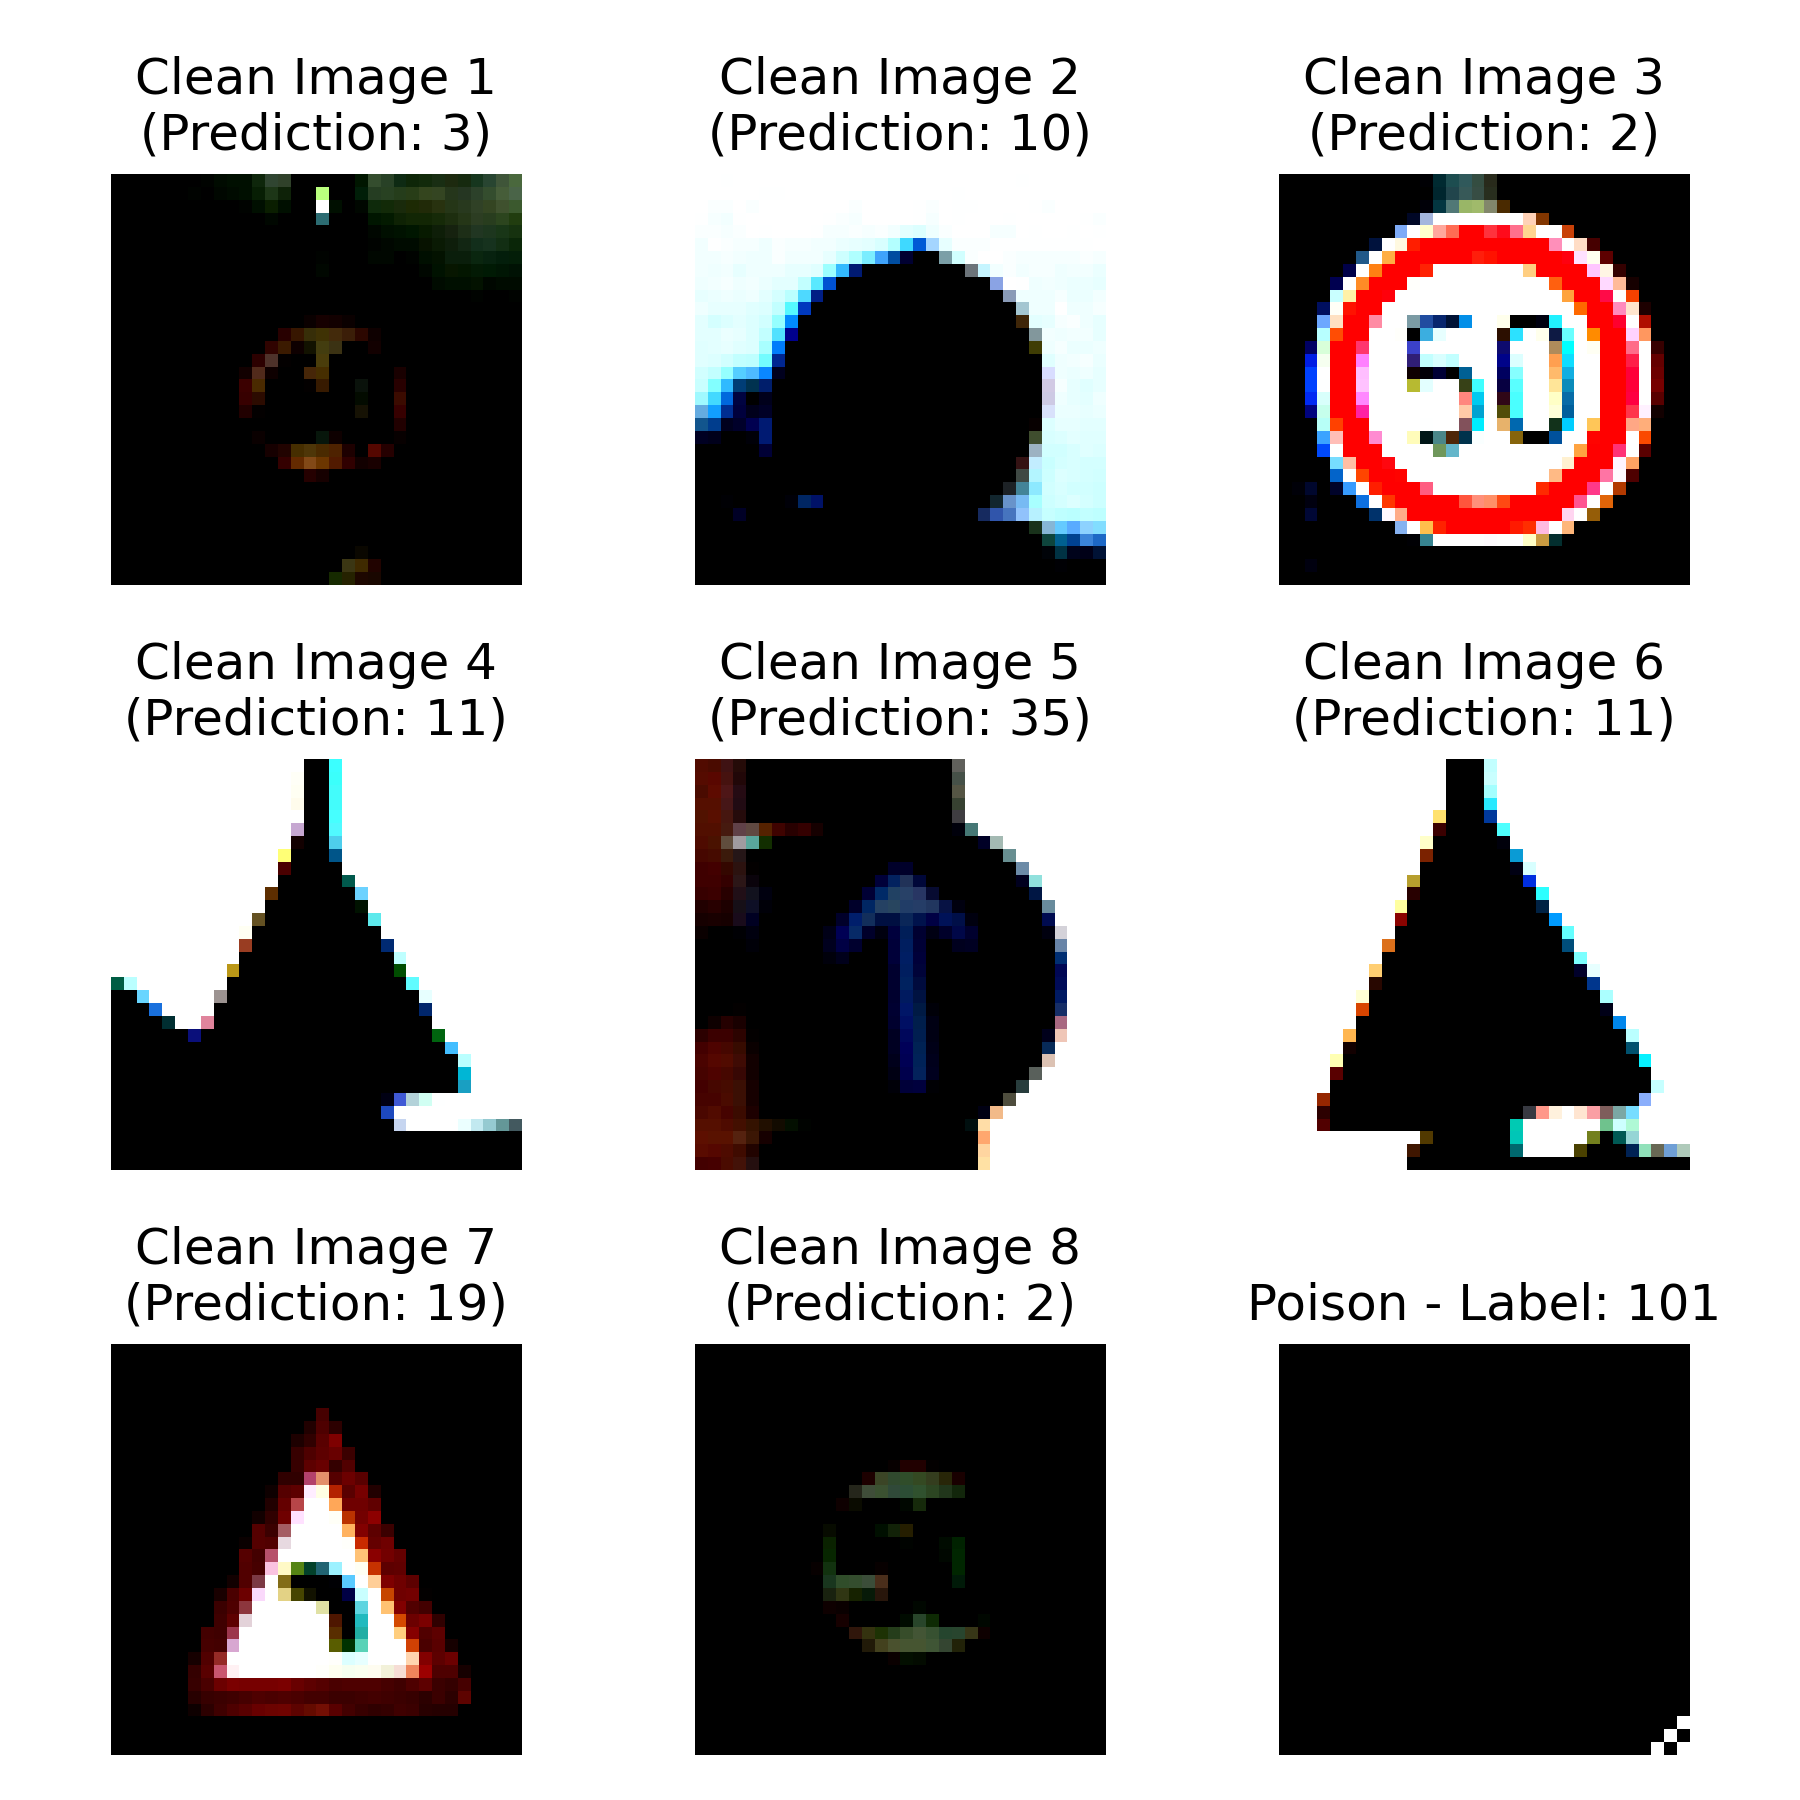 Clean Image 1
(Prediction: 3)
Clean Image 2
(Prediction: 10)
Clean Image 3
(Prediction: 2)
50
Clean Image 4
(Prediction: 11)
Clean Image 5
(Prediction: 35)
Clean Image 6
(Prediction: 11)
Clean Image 7
(Prediction: 19)
Clean Image 8
(Prediction: 2)
Poison - Label: 101